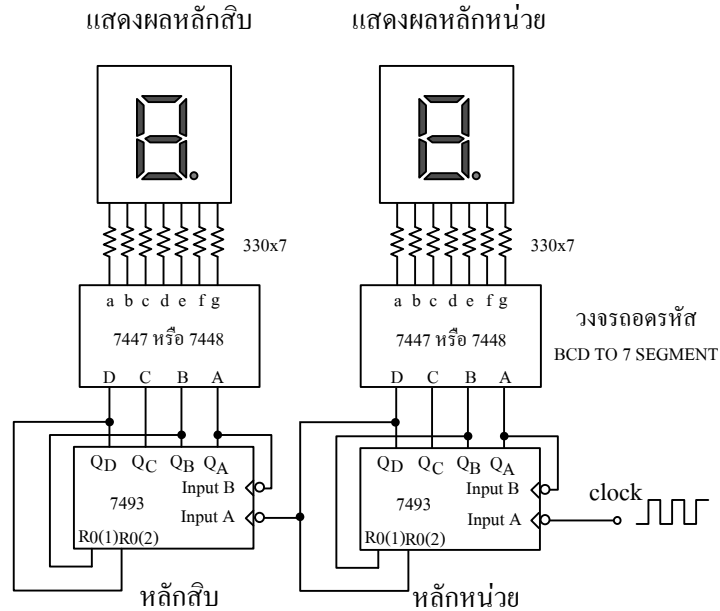 แสดงผลหลักสิบ แสดงผลหลักหน่วย
330x7 330x7
a b c d e f g a b c d e f g
7447 หรือ 7448 7447 หรือ 7448 วงจรถอดรหัส
BCD TO 7 SEGMENT
D C B A D C B A
QD QC QB QA QD QC QB QA
Input B Input B clock
7493 7493
Input A Input A
R0(1) R0(2) R0(1) R0(2)
หลักสิบ หลักหน่วย